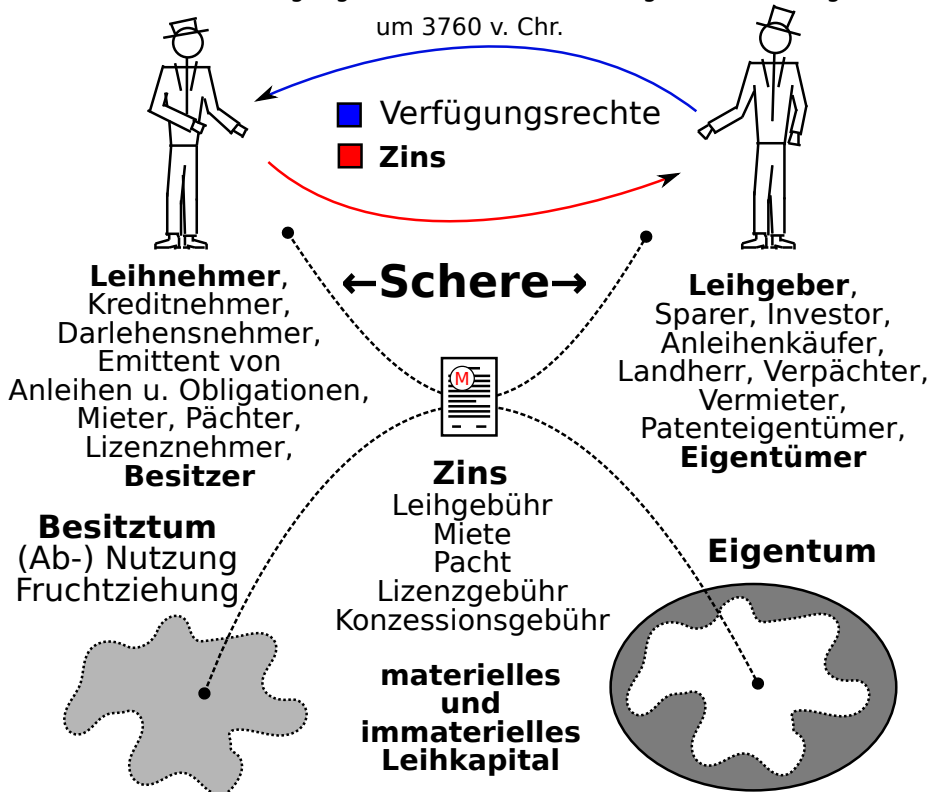 um 3760 v. Chr.
Verfügungsrechte
Zins
←Schere→
Leihnehmer,
Kreditnehmer,
Darlehensnehmer,
Emittent von
Anleihen u. Obligationen,
Mieter, Pächter,
Lizenznehmer,
Besitzer
Leihgeber,
Sparer, Investor,
Anleihenkäufer,
Landherr, Verpächter,
Vermieter,
Patenteigentümer,
Eigentümer
M
Zins
Leihgebühr
Miete
Pacht
Lizenzgebühr
Konzessionsgebühr
Besitztum
(Ab-) Nutzung
Fruchtziehung
Eigentum
materielles
und
immaterielles
Leihkapital